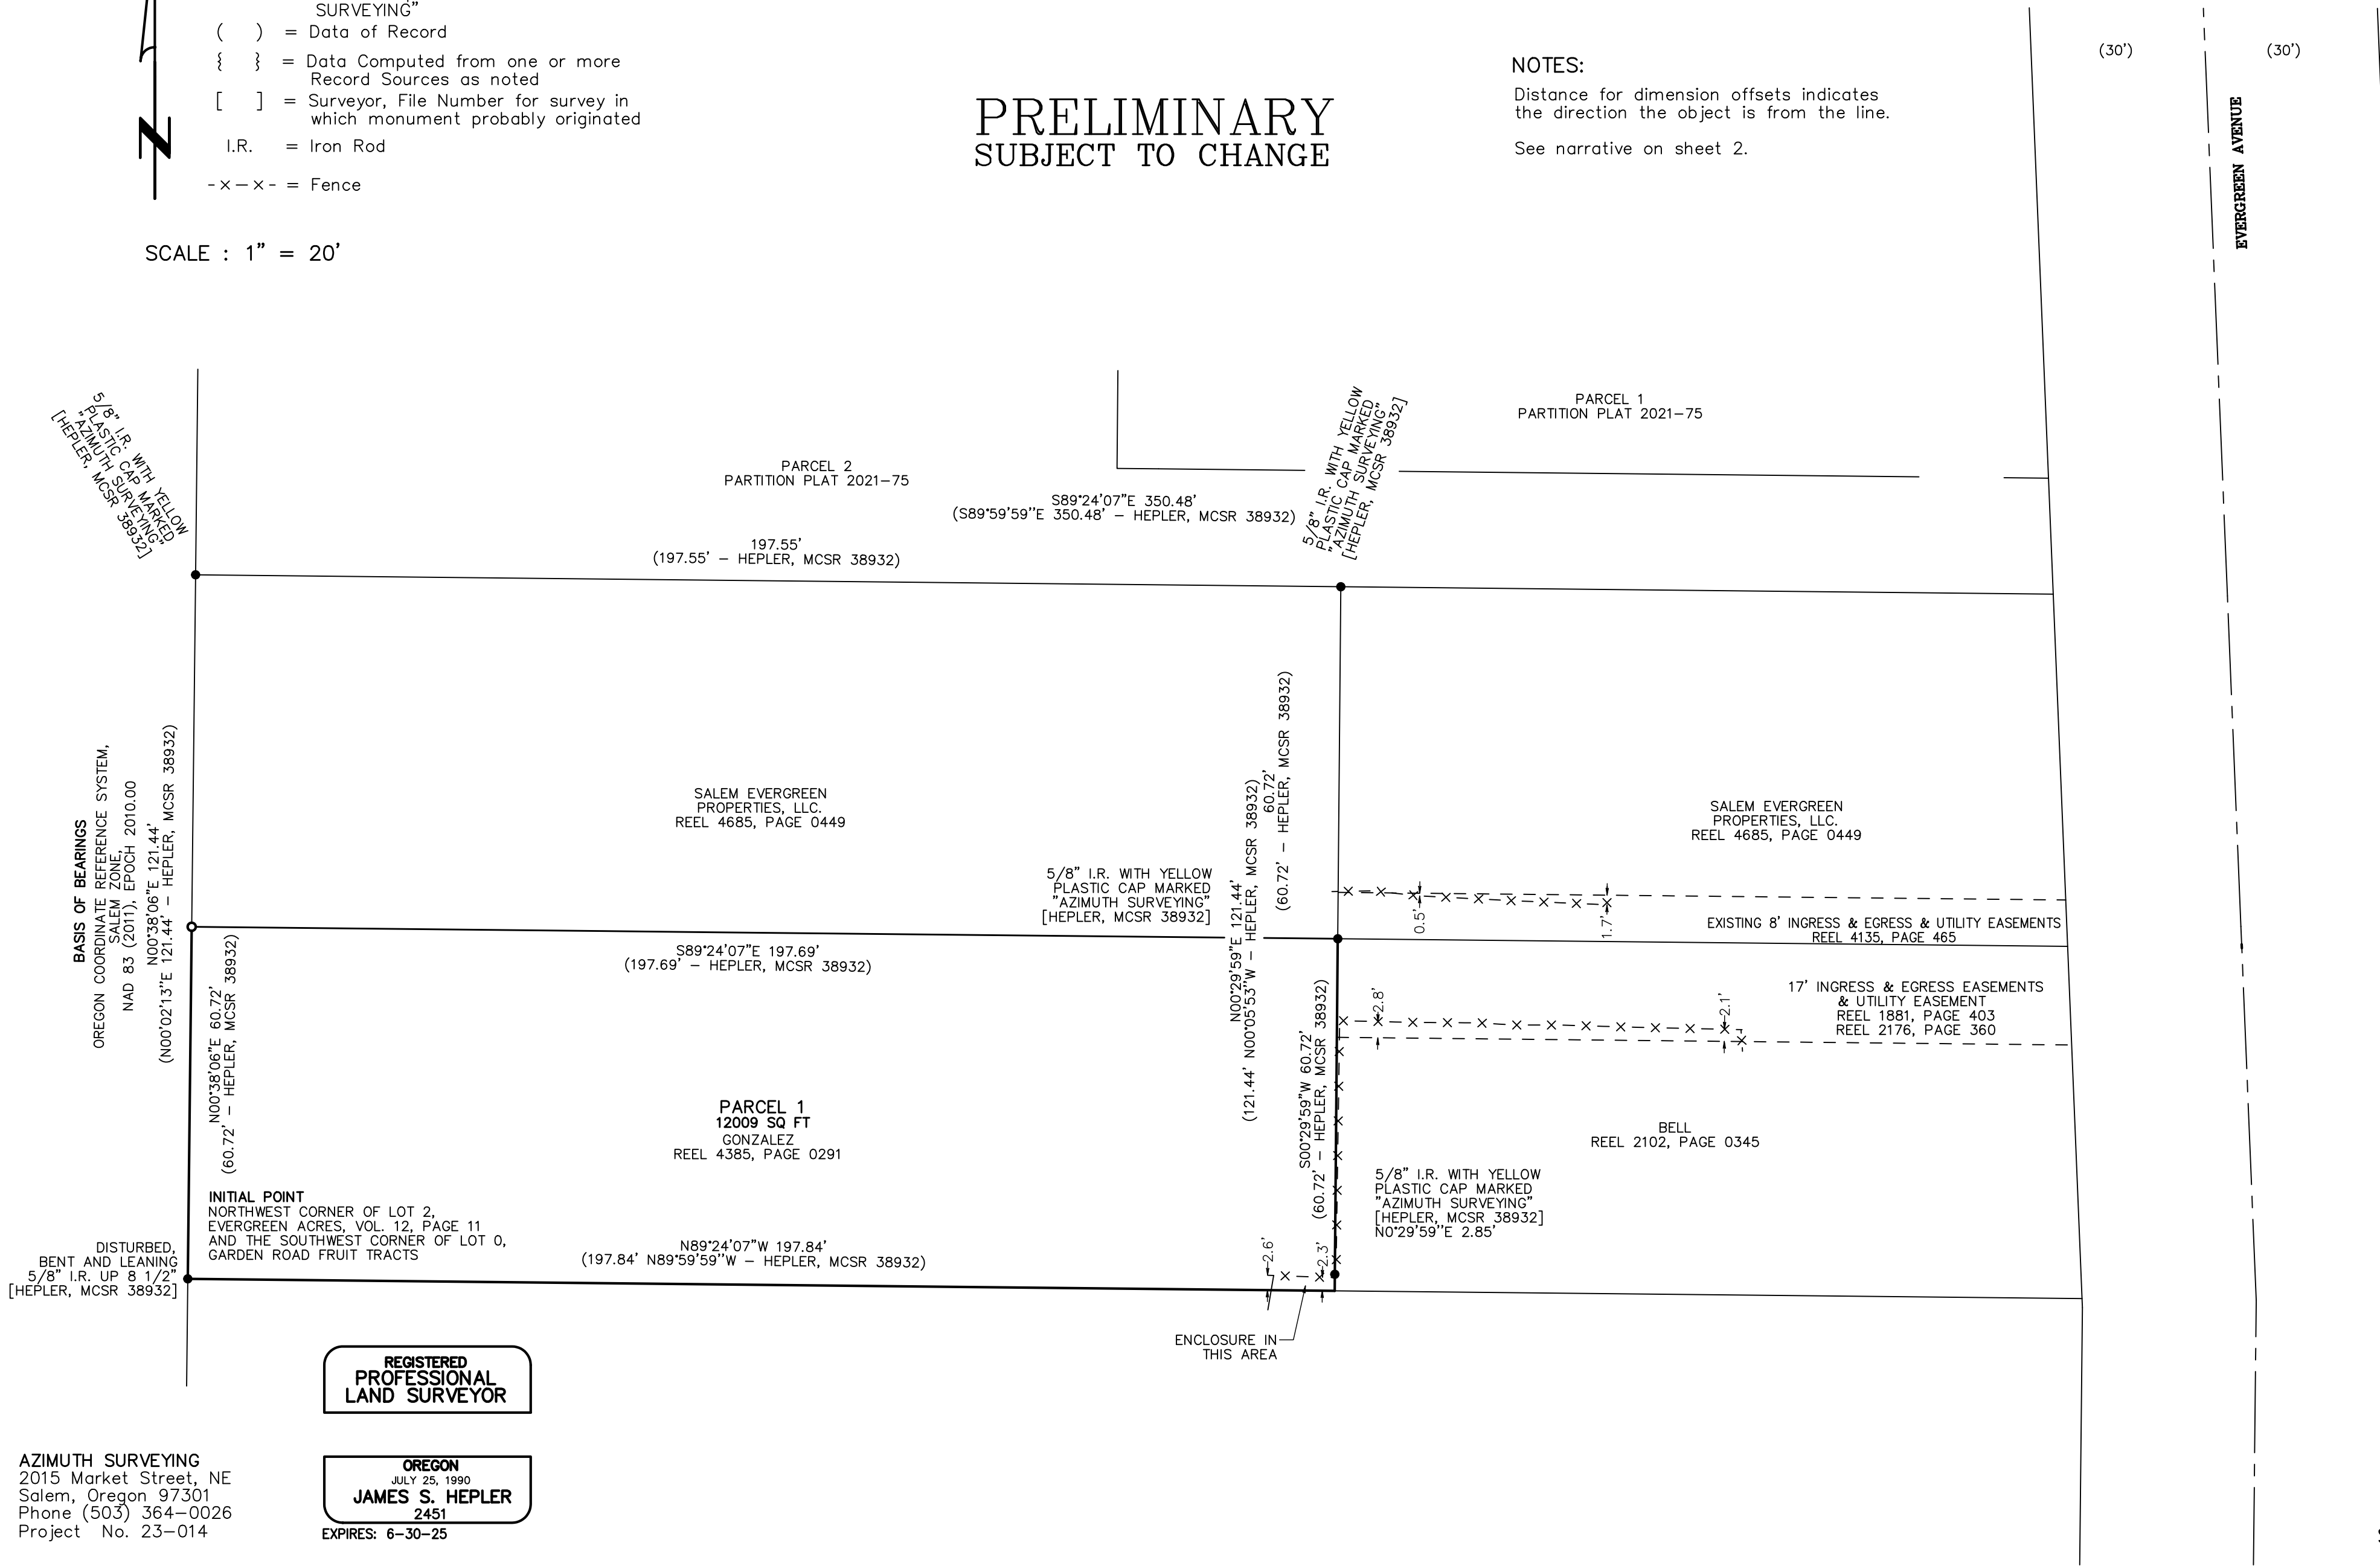 SURVEYING"
(   ) = Data of Record
{   } = Data Computed from one or more
Record Sources as noted
[   ] = Surveyor, File Number for survey in
which monument probably originated
I.R. = Iron Rod
-x-x- = Fence
N
SCALE : 1" = 20'
PRELIMINARY
SUBJECT TO CHANGE
NOTES:
Distance for dimension offsets indicates
the direction the object is from the line.
See narrative on sheet 2.
(30')
(30')
EVERGREEN AVENUE
5/8" I.R. WITH YELLOW
PLASTIC CAP MARKED
"AZIMUTH SURVEYING"
[HEPLER, MCSR 38932]
PARCEL 2
PARTITION PLAT 2021-75
S89°24'07"E 350.48'
(S89°59'59"E 350.48' - HEPLER, MCSR 38932)
197.55'
(197.55' - HEPLER, MCSR 38932)
5/8" I.R. WITH YELLOW
PLASTIC CAP MARKED
"AZIMUTH SURVEYING"
[HEPLER, MCSR 38932]
PARCEL 1
PARTITION PLAT 2021-75
BASIS OF BEARINGS
OREGON COORDINATE REFERENCE SYSTEM,
SALEM ZONE,
NAD 83 (2011), EPOCH 2010.00
N00°38'06"E 121.44'
(N00°02'13"E 121.44' - HEPLER, MCSR 38932)
SALEM EVERGREEN
PROPERTIES, LLC.
REEL 4685, PAGE 0449
60.72'
(60.72' - HEPLER, MCSR 38932)
N00°29'59"E 121.44'
(121.44' N00°05'53"W - HEPLER, MCSR 38932)
SALEM EVERGREEN
PROPERTIES, LLC.
REEL 4685, PAGE 0449
5/8" I.R. WITH YELLOW
PLASTIC CAP MARKED
"AZIMUTH SURVEYING"
[HEPLER, MCSR 38932]
0.5'
1.7'
EXISTING 8' INGRESS & EGRESS & UTILITY EASEMENTS
REEL 4135, PAGE 465
S89°24'07"E 197.69'
(197.69' - HEPLER, MCSR 38932)
N00°38'06"E 60.72'
(60.72' - HEPLER, MCSR 38932)
S00°29'59"W 60.72'
(60.72' - HEPLER, MCSR 38932)
2.8'
2.1'
17' INGRESS & EGRESS EASEMENTS
& UTILITY EASEMENT
REEL 1881, PAGE 403
REEL 2176, PAGE 360
PARCEL 1
12009 SQ FT
GONZALEZ
REEL 4385, PAGE 0291
BELL
REEL 2102, PAGE 0345
5/8" I.R. WITH YELLOW
PLASTIC CAP MARKED
"AZIMUTH SURVEYING"
[HEPLER, MCSR 38932]
N0°29'59"E 2.85'
INITIAL POINT
NORTHWEST CORNER OF LOT 2,
EVERGREEN ACRES, VOL. 12, PAGE 11
AND THE SOUTHWEST CORNER OF LOT 0,
GARDEN ROAD FRUIT TRACTS
DISTURBED,
BENT AND LEANING
5/8" I.R. UP 8 1/2"
[HEPLER, MCSR 38932]
N89°24'07"W 197.84'
(197.84' N89°59'59"W - HEPLER, MCSR 38932)
2.6'
2.3'
ENCLOSURE IN
THIS AREA
REGISTERED
PROFESSIONAL
LAND SURVEYOR
OREGON
JULY 25, 1990
JAMES S. HEPLER
2451
EXPIRES: 6-30-25
AZIMUTH SURVEYING
2015 Market Street, NE
Salem, Oregon 97301
Phone (503) 364-0026
Project No. 23-014